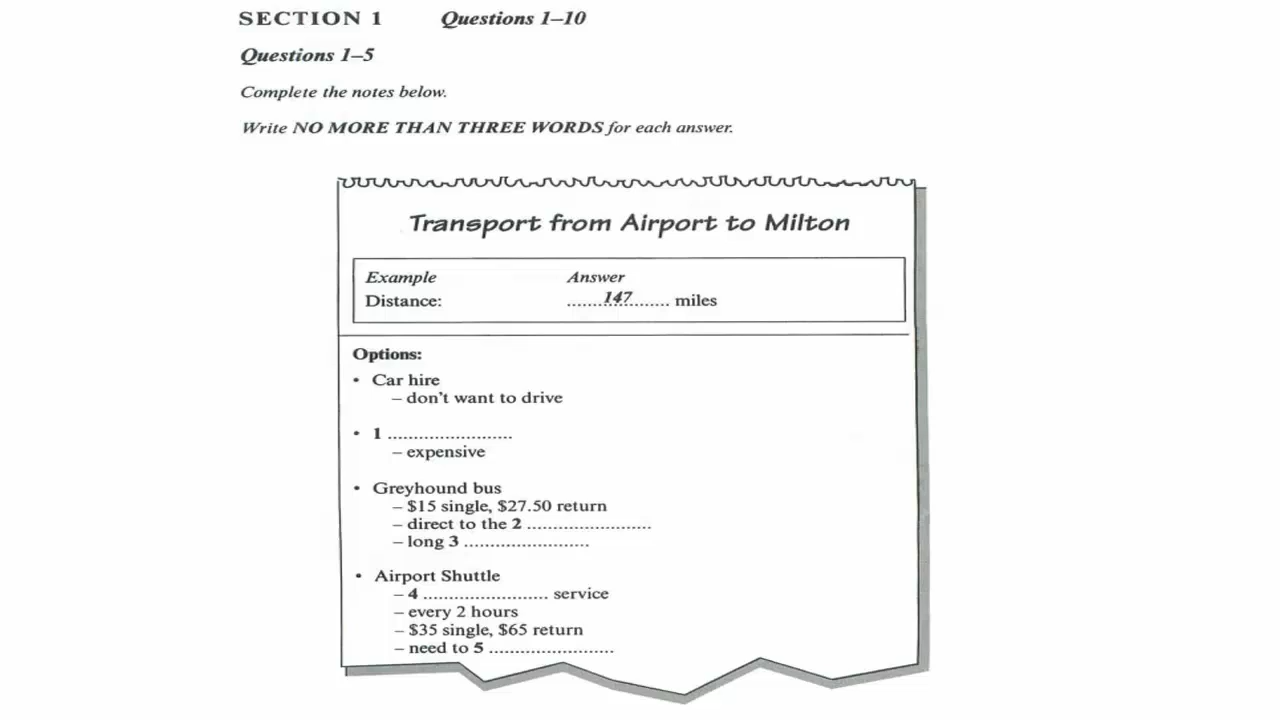 SECTION 1 Questions 1–10
Questions 1–5
Complete the notes below.
Write NO MORE THAN THREE WORDS for each answer.
Transport from Airport to Milton
Example Answer
Distance: .......147....... miles
Options:
• Car hire
– don't want to drive
• 1 ........................
– expensive
• Greyhound bus
– $15 single, $27.50 return
– direct to the 2 ........................
– long 3 ........................
• Airport Shuttle
– 4 ........................ service
– every 2 hours
– $35 single, $65 return
– need to 5 ........................